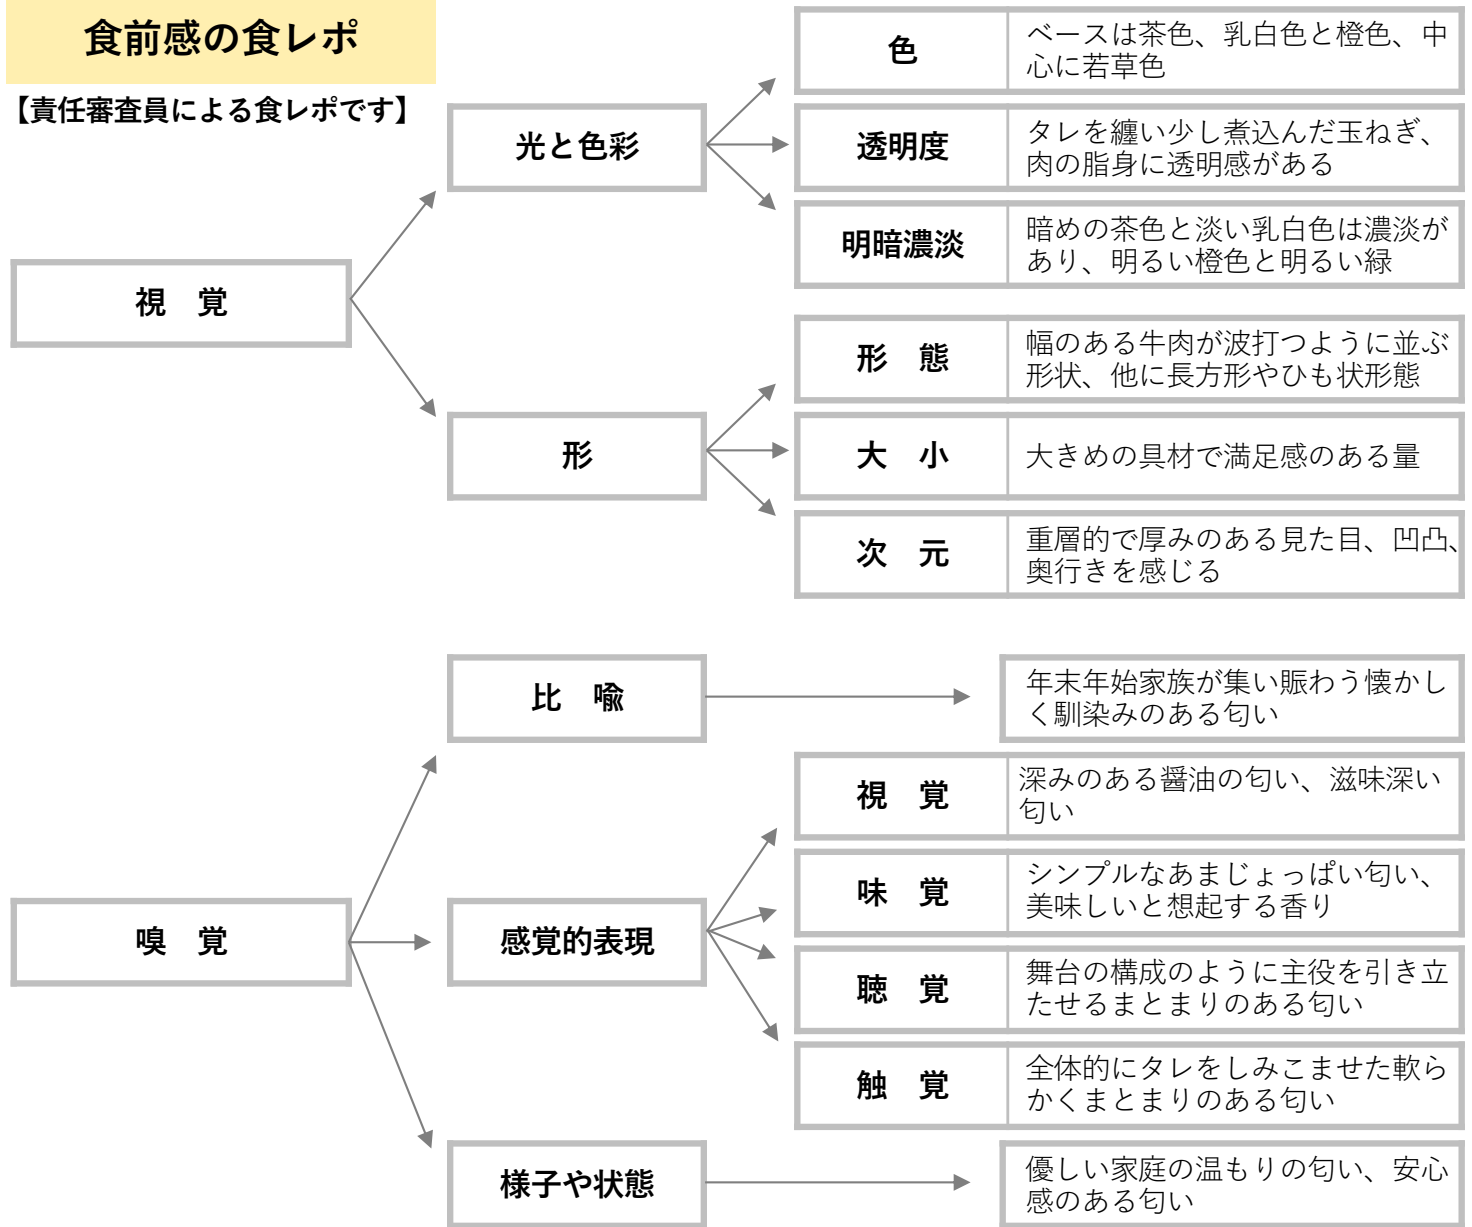 食前感の食レポ
【責任審査員による食レポです】
視　覚
光と色彩
色
ベースは茶色、乳白色と橙色、中
心に若草色
透明度
タレを纏い少し煮込んだ玉ねぎ、
肉の脂身に透明感がある
明暗濃淡
暗めの茶色と淡い乳白色は濃淡が
あり、明るい橙色と明るい緑
形
形　態
幅のある牛肉が波打つように並ぶ
形状、他に長方形やひも状形態
大　小
大きめの具材で満足感のある量
次　元
重層的で厚みのある見た目、凹凸、
奥行きを感じる
嗅　覚
比　喩
年末年始家族が集い賑わう懐かし
く馴染みのある匂い
感覚的表現
視　覚
深みのある醤油の匂い、滋味深い
匂い
味　覚
シンプルなあまじょっぱい匂い、
美味しいと想起する香り
聴　覚
舞台の構成のように主役を引き立
たせるまとまりのある匂い
触　覚
全体的にタレをしみこませた軟ら
かくまとまりのある匂い
様子や状態
優しい家庭の温もりの匂い、安心
感のある匂い